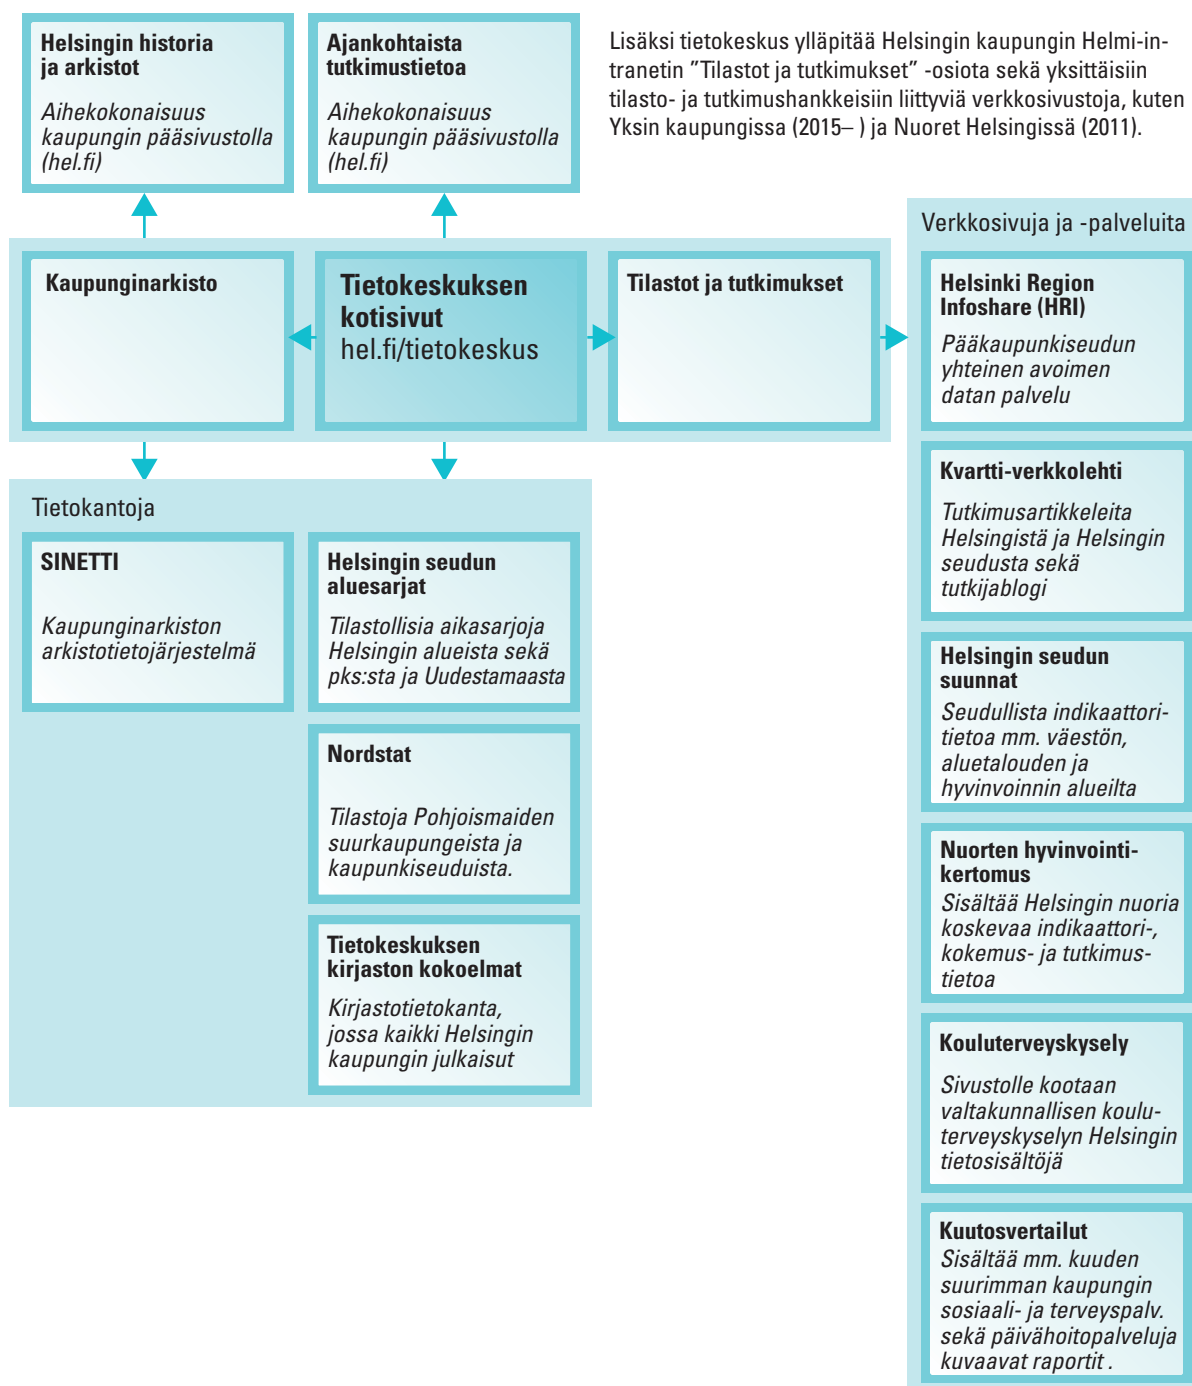 Helsingin historia
ja arkistot
Aihekokonaisuus
kaupungin pääsivustolla
(hel.fi)
Ajankohtaista
tutkimustietoa
Aihekokonaisuus
kaupungin pääsivustolla
(hel.fi)
Lisäksi tietokeskus ylläpitää Helsingin kaupungin Helmi-in-
tranetin ”Tilastot ja tutkimukset” -osiota sekä yksittäisiin
tilasto- ja tutkimushankkeisiin liittyviä verkkosivustoja, kuten
Yksin kaupungissa (2015– ) ja Nuoret Helsingissä (2011).
Kaupunginarkisto
Tietokeskuksen
kotisivut
hel.fi/tietokeskus
Tilastot ja tutkimukset
Tietokantoja
SINETTI
Kaupunginarkiston
arkistotietojärjestelmä
Helsingin seudun
aluesarjat
Tilastollisia aikasarjoja
Helsingin alueista sekä
pks:sta ja Uudestamaasta
Nordstat
Tilastoja Pohjoismaiden
suurkaupungeista ja
kaupunkiseuduista.
Tietokeskuksen
kirjaston kokoelmat
Kirjastotietokanta,
jossa kaikki Helsingin
kaupungin julkaisut
Verkkosivuja ja -palveluita
Helsinki Region
Infoshare (HRI)
Pääkaupunkiseudun
yhteinen avoimen
datan palvelu
Kvartti-verkkolehti
Tutkimusartikkeleita
Helsingistä ja Helsingin
seudusta sekä
tutkijablogi
Helsingin seudun
suunnat
Seudullista indikaattori-
tietoa mm. väestön,
aluetalouden ja
hyvinvoinnin alueilta
Nuorten hyvinvointi-
kertomus
Sisältää Helsingin nuoria
koskevaa indikaattori-,
kokemus- ja tutkimus-
tietoa
Kouluterveyskysely
Sivustolle kootaan
valtakunnallisen koulu-
terveyskyselyn Helsingin
tietosisältöjä
Kuutosvertailut
Sisältää mm. kuuden
suurimman kaupungin
sosiaali- ja terveyspalv.
sekä päivähoitopalveluja
kuvaavat raportit .